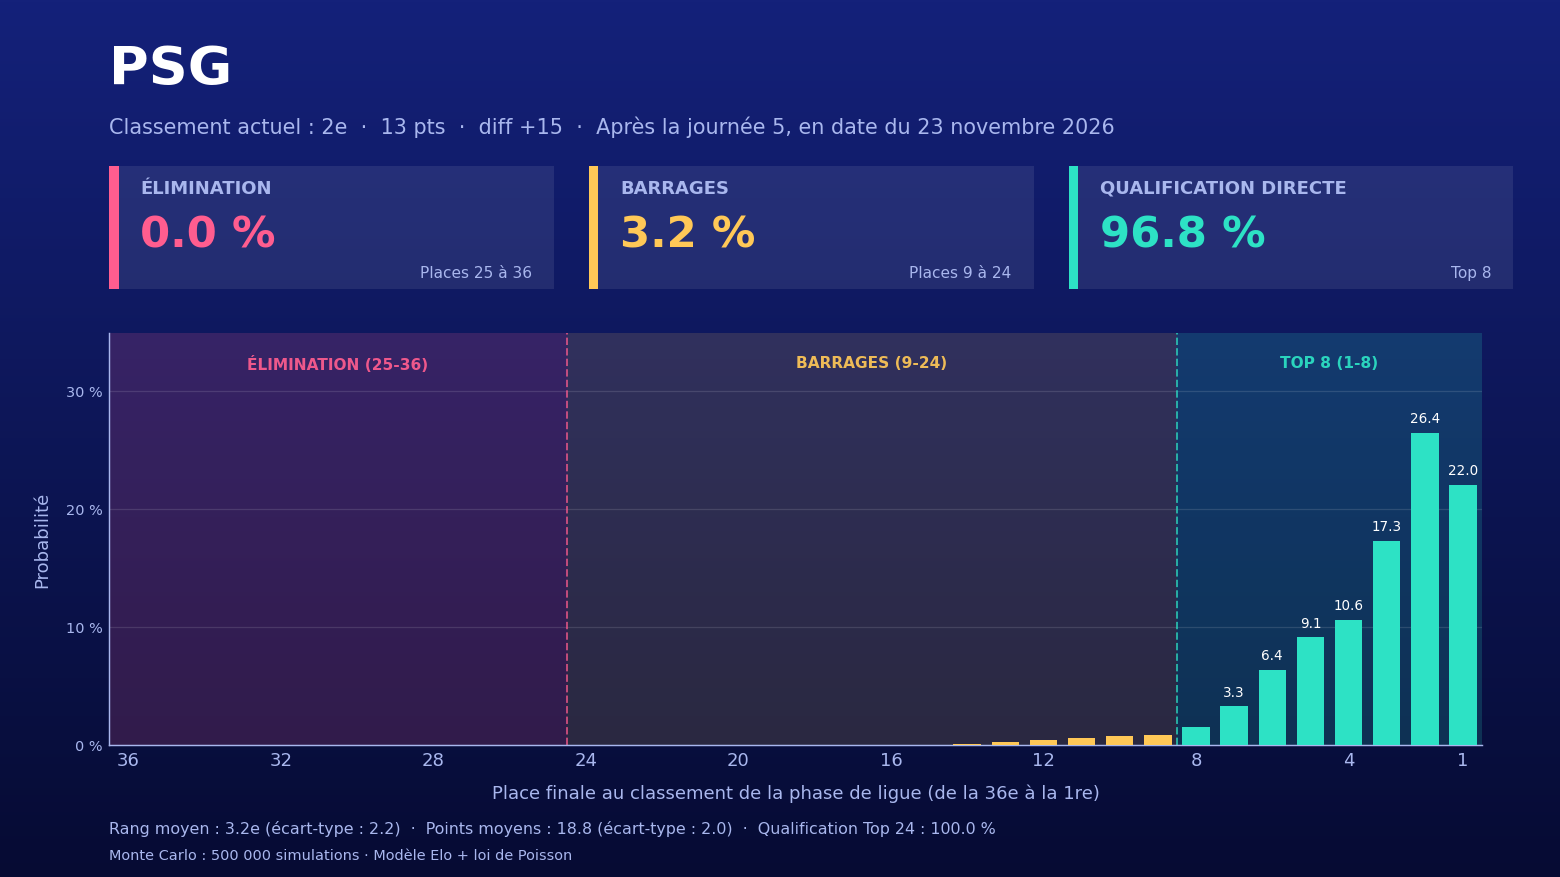 PSG
Classement actuel : 2e · 13 pts · diff +15 · Après la journée 5, en date du 23 novembre 2026
ÉLIMINATION
0.0 %
Places 25 à 36
BARRAGES
3.2 %
Places 9 à 24
QUALIFICATION DIRECTE
96.8 %
Top 8
ÉLIMINATION (25-36)
BARRAGES (9-24)
TOP 8 (1-8)
Probabilité
30 %
20 %
10 %
0 %
3.3
6.4
9.1
10.6
17.3
26.4
22.0
36 32 28 24 20 16 12 8 4 1
Place finale au classement de la phase de ligue (de la 36e à la 1re)
Rang moyen : 3.2e (écart-type : 2.2) · Points moyens : 18.8 (écart-type : 2.0) · Qualification Top 24 : 100.0 %
Monte Carlo : 500 000 simulations · Modèle Elo + loi de Poisson